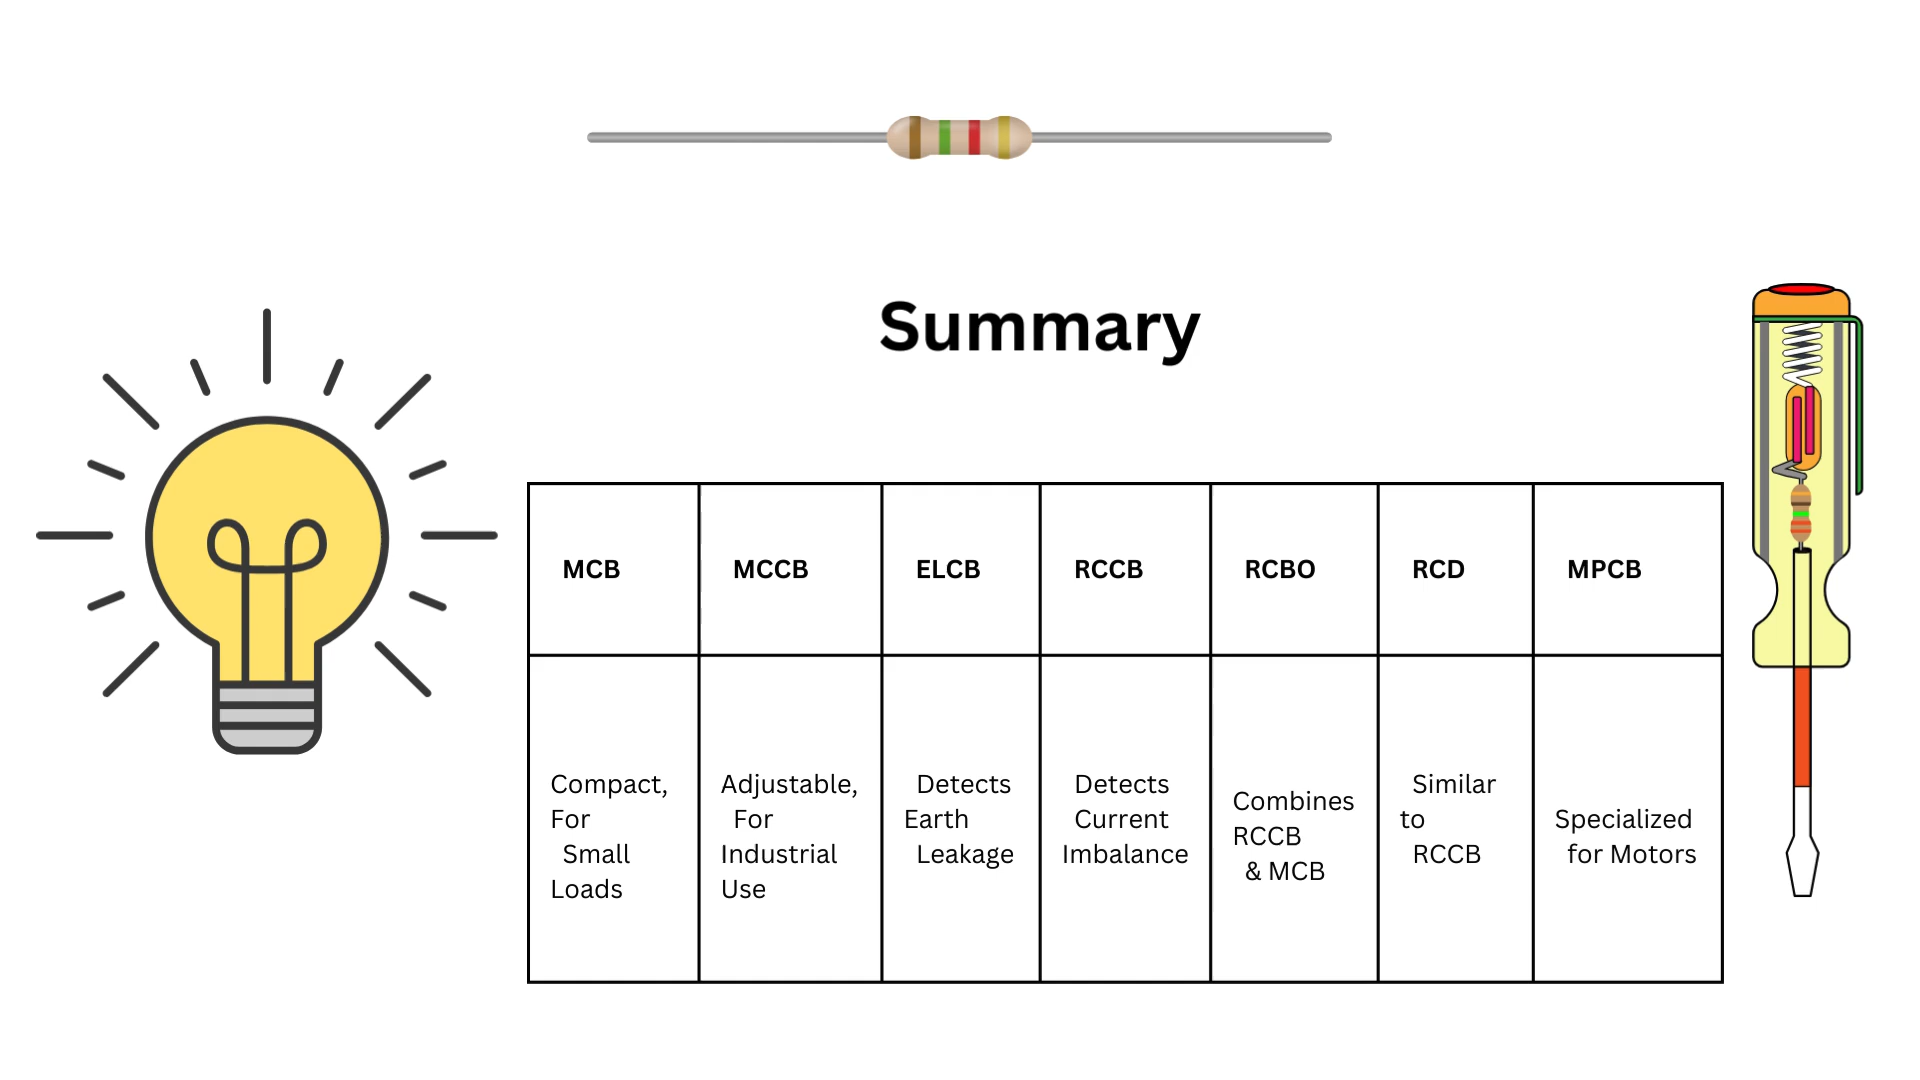 Summary
MCB
MCCB
ELCB
RCCB
RCBO
RCD
MPCB
Compact,
For
Small
Loads
Adjustable,
For
Industrial
Use
Detects
Earth
Leakage
Detects
Current
Imbalance
Combines
RCCB
& MCB
Similar
to
RCCB
Specialized
for Motors